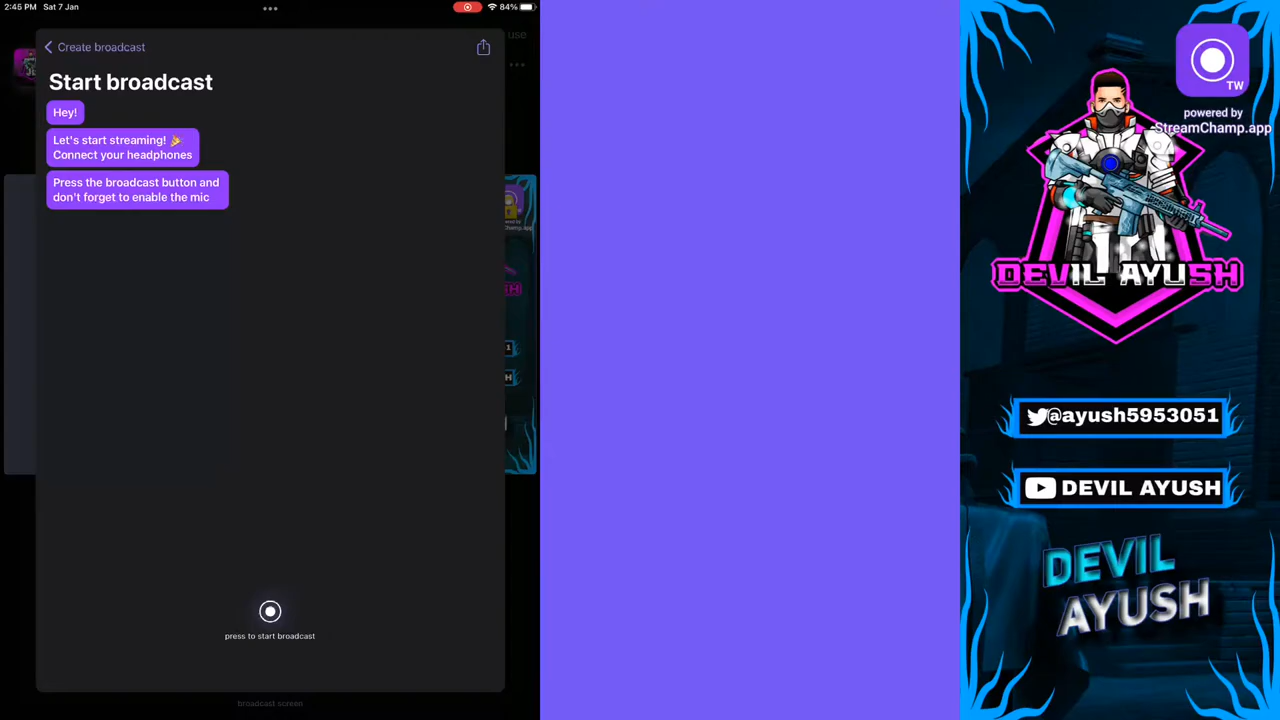 2:45 PM Sat 7 Jan
84%
use
Create broadcast
Start broadcast
Hey!
Let's start streaming! 🎉
Connect your headphones
Press the broadcast button and
don't forget to enable the mic
press to start broadcast
broadcast screen
TW
powered by
StreamChamp.app
DEVIL AYUSH
@ayush5953051
DEVIL AYUSH
DEVIL
AYUSH